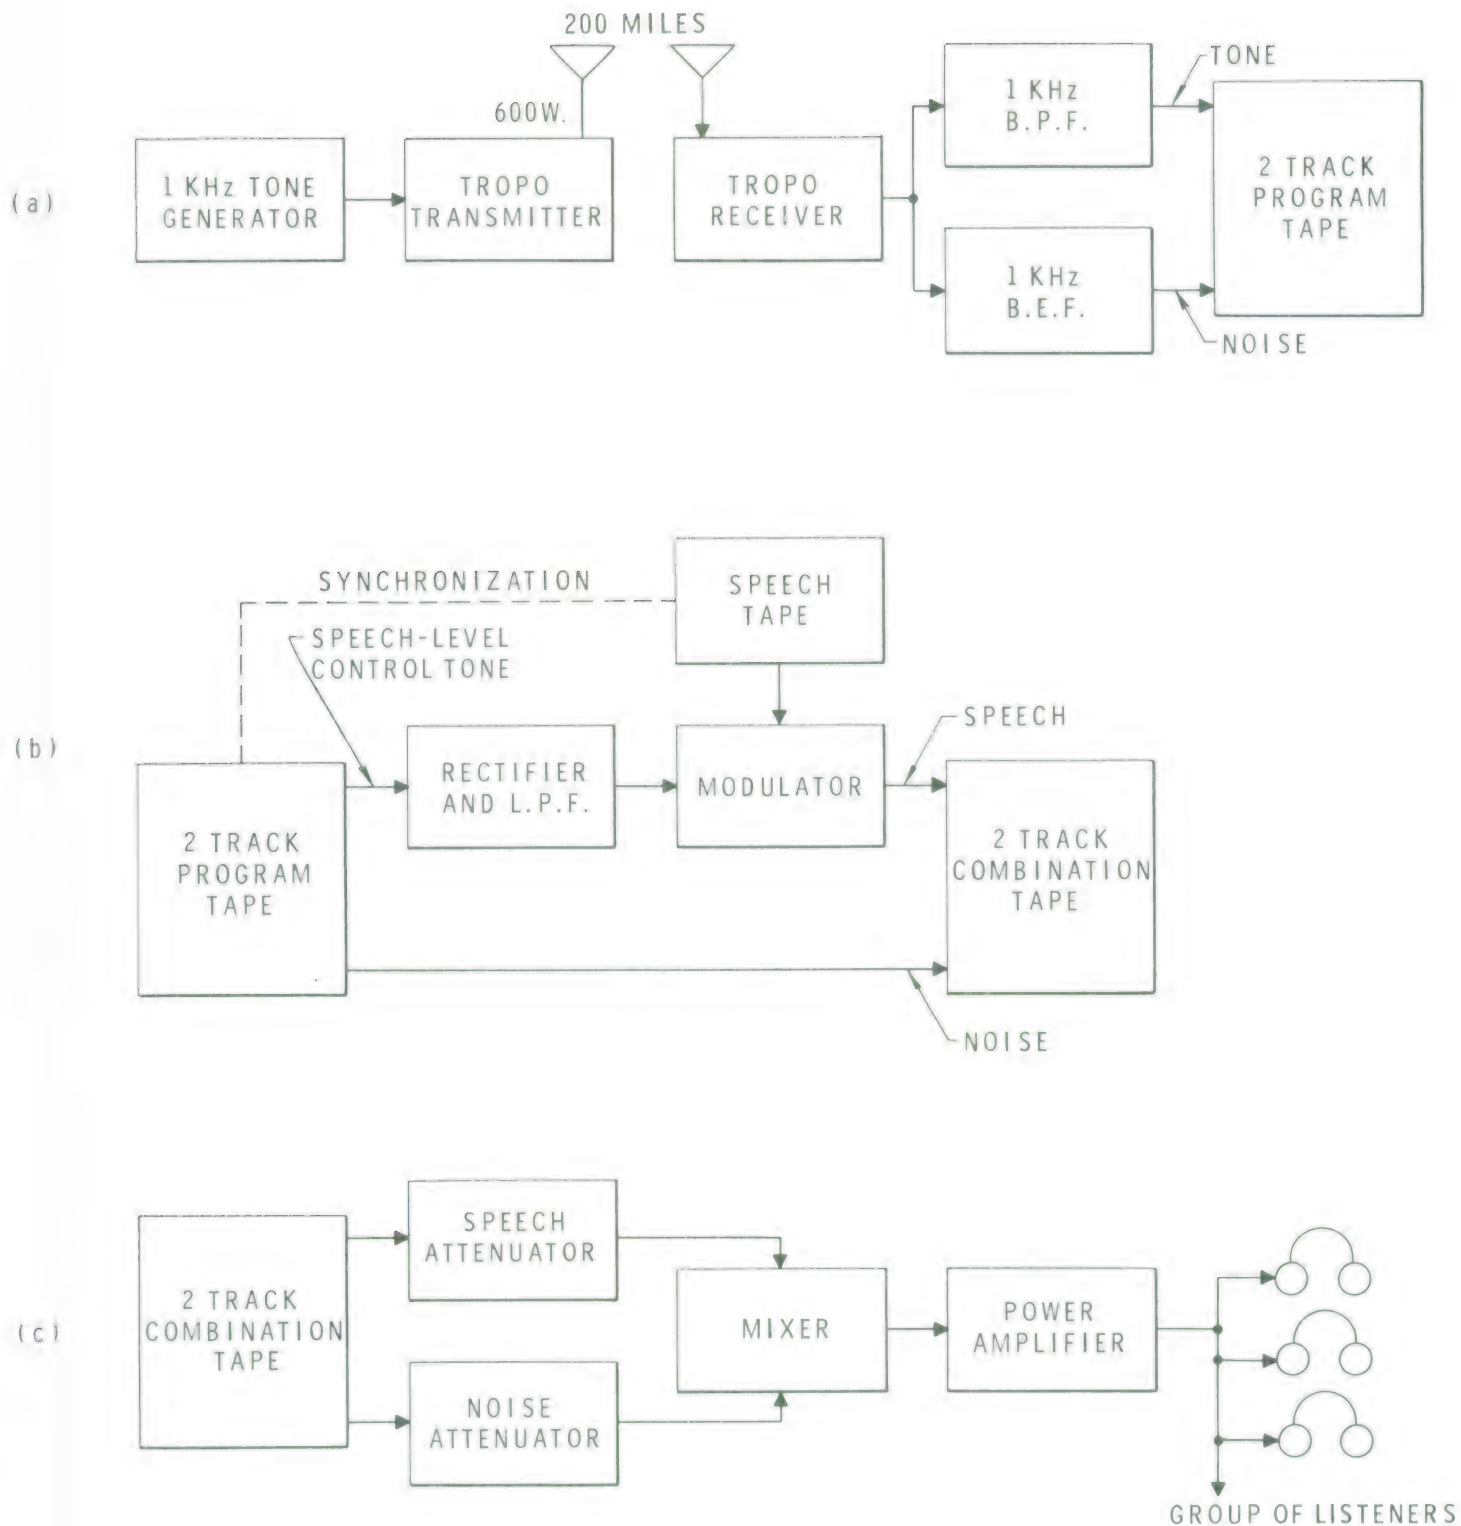 200 MILES
600W.
TONE
1 KHz
B.P.F.
(a)
1 KHz TONE
GENERATOR
TROPO
TRANSMITTER
TROPO
RECEIVER
2 TRACK
PROGRAM
TAPE
1 KHz
B.E.F.
NOISE
SYNCHRONIZATION
SPEECH
TAPE
SPEECH-LEVEL
CONTROL TONE
SPEECH
(b)
RECTIFIER
AND L.P.F.
MODULATOR
2 TRACK
PROGRAM
TAPE
2 TRACK
COMBINATION
TAPE
NOISE
SPEECH
ATTENUATOR
(c)
2 TRACK
COMBINATION
TAPE
MIXER
POWER
AMPLIFIER
NOISE
ATTENUATOR
GROUP OF LISTENERS